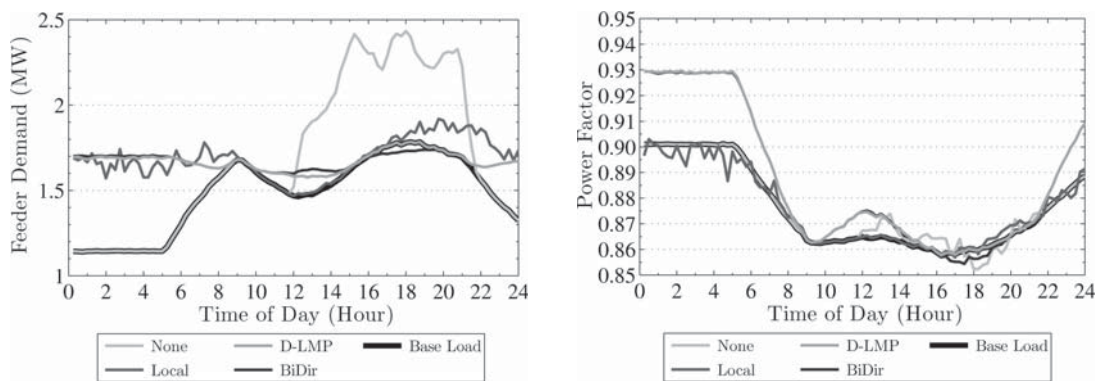 Feeder Demand (MW)
2.5
2
1.5
1
0 2 4 6 8 10 12 14 16 18 20 22 24
Time of Day (Hour)
None D-LMP Base Load
Local BiDir
Power Factor
0.95
0.94
0.93
0.92
0.91
0.90
0.89
0.88
0.87
0.86
0.85
0 2 4 6 8 10 12 14 16 18 20 22 24
Time of Day (Hour)
None D-LMP Base Load
Local BiDir